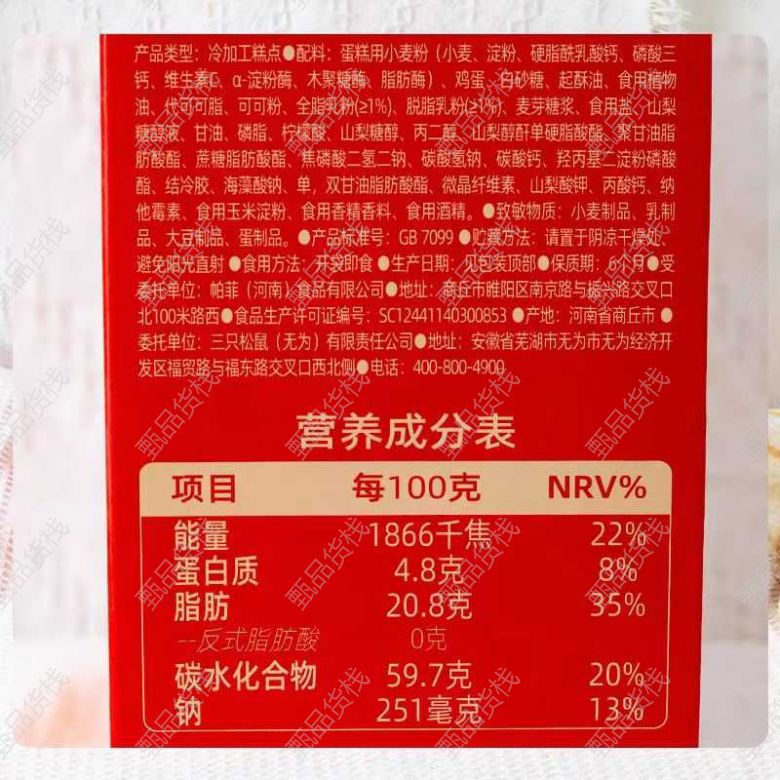 产品类型：冷加工糕点●配料：蛋糕用小麦粉（小麦、淀粉、硬脂酰乳酸钙、磷酸三
钙、维生素C、α-淀粉酶、木聚糖酶、脂肪酶）、鸡蛋、白砂糖、起酥油、食用植物
油、代可可脂、可可粉、全脂乳粉(≥1%)、脱脂乳粉(≥1%)、麦芽糖浆、食用盐、山梨
糖醇液、甘油、磷脂、柠檬酸、山梨糖醇、丙二醇、山梨醇酐单硬脂酸酯、聚甘油脂
肪酸酯、蔗糖脂肪酸酯、焦磷酸二氢二钠、碳酸氢钠、碳酸钙、羟丙基二淀粉磷酸
酯、结冷胶、海藻酸钠、单，双甘油脂肪酸酯、微晶纤维素、山梨酸钾、丙酸钙、纳
他霉素、食用玉米淀粉、食用香精香料、食用酒精。●致敏物质：小麦制品、乳制
品、大豆制品、蛋制品。●产品标准号：GB 7099 ●贮藏方法：请置于阴凉干燥处、
避免阳光直射 ●食用方法：开袋即食 ●生产日期：见包装顶部●保质期：月●受
委托单位：帕菲（河南）食品有限公司●地址：商丘市睢阳区南京路与振兴路交叉口
北100米路西●食品生产许可证编号：SC12441140300853 ●产地：河南省商丘市 ●
委托单位：三只松鼠（无为）有限责任公司●地址：安徽省芜湖市无为市无为经济开
发区福贸路与福东路交叉口西北侧●电话：400-800-4900
营养成分表
项目 每100克 NRV%
能量 1866千焦 22%
蛋白质 4.8克 8%
脂肪 20.8克 35%
--反式脂肪酸 0克
碳水化合物 59.7克 20%
钠 251毫克 13%
甄品货栈